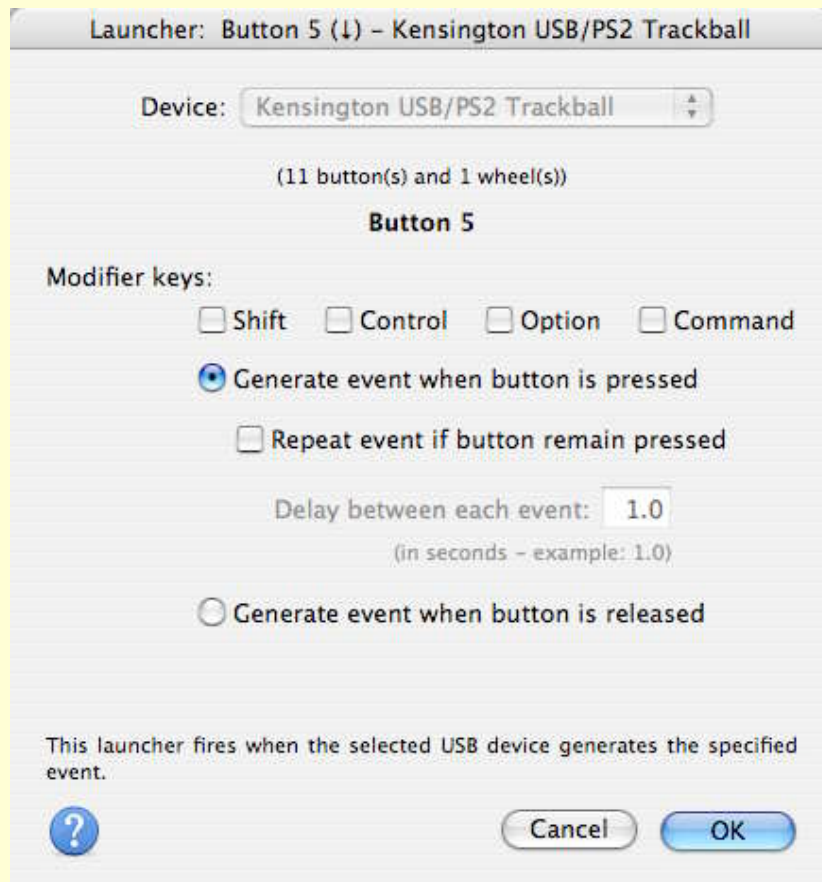 Launcher: Button 5 (↓) – Kensington USB/PS2 Trackball
Device: Kensington USB/PS2 Trackball
(11 button(s) and 1 wheel(s))
Button 5
Modifier keys:
Shift Control Option Command
Generate event when button is pressed
Repeat event if button remain pressed
Delay between each event: 1.0
(in seconds – example: 1.0)
Generate event when button is released
This launcher fires when the selected USB device generates the specified
event.
? Cancel OK